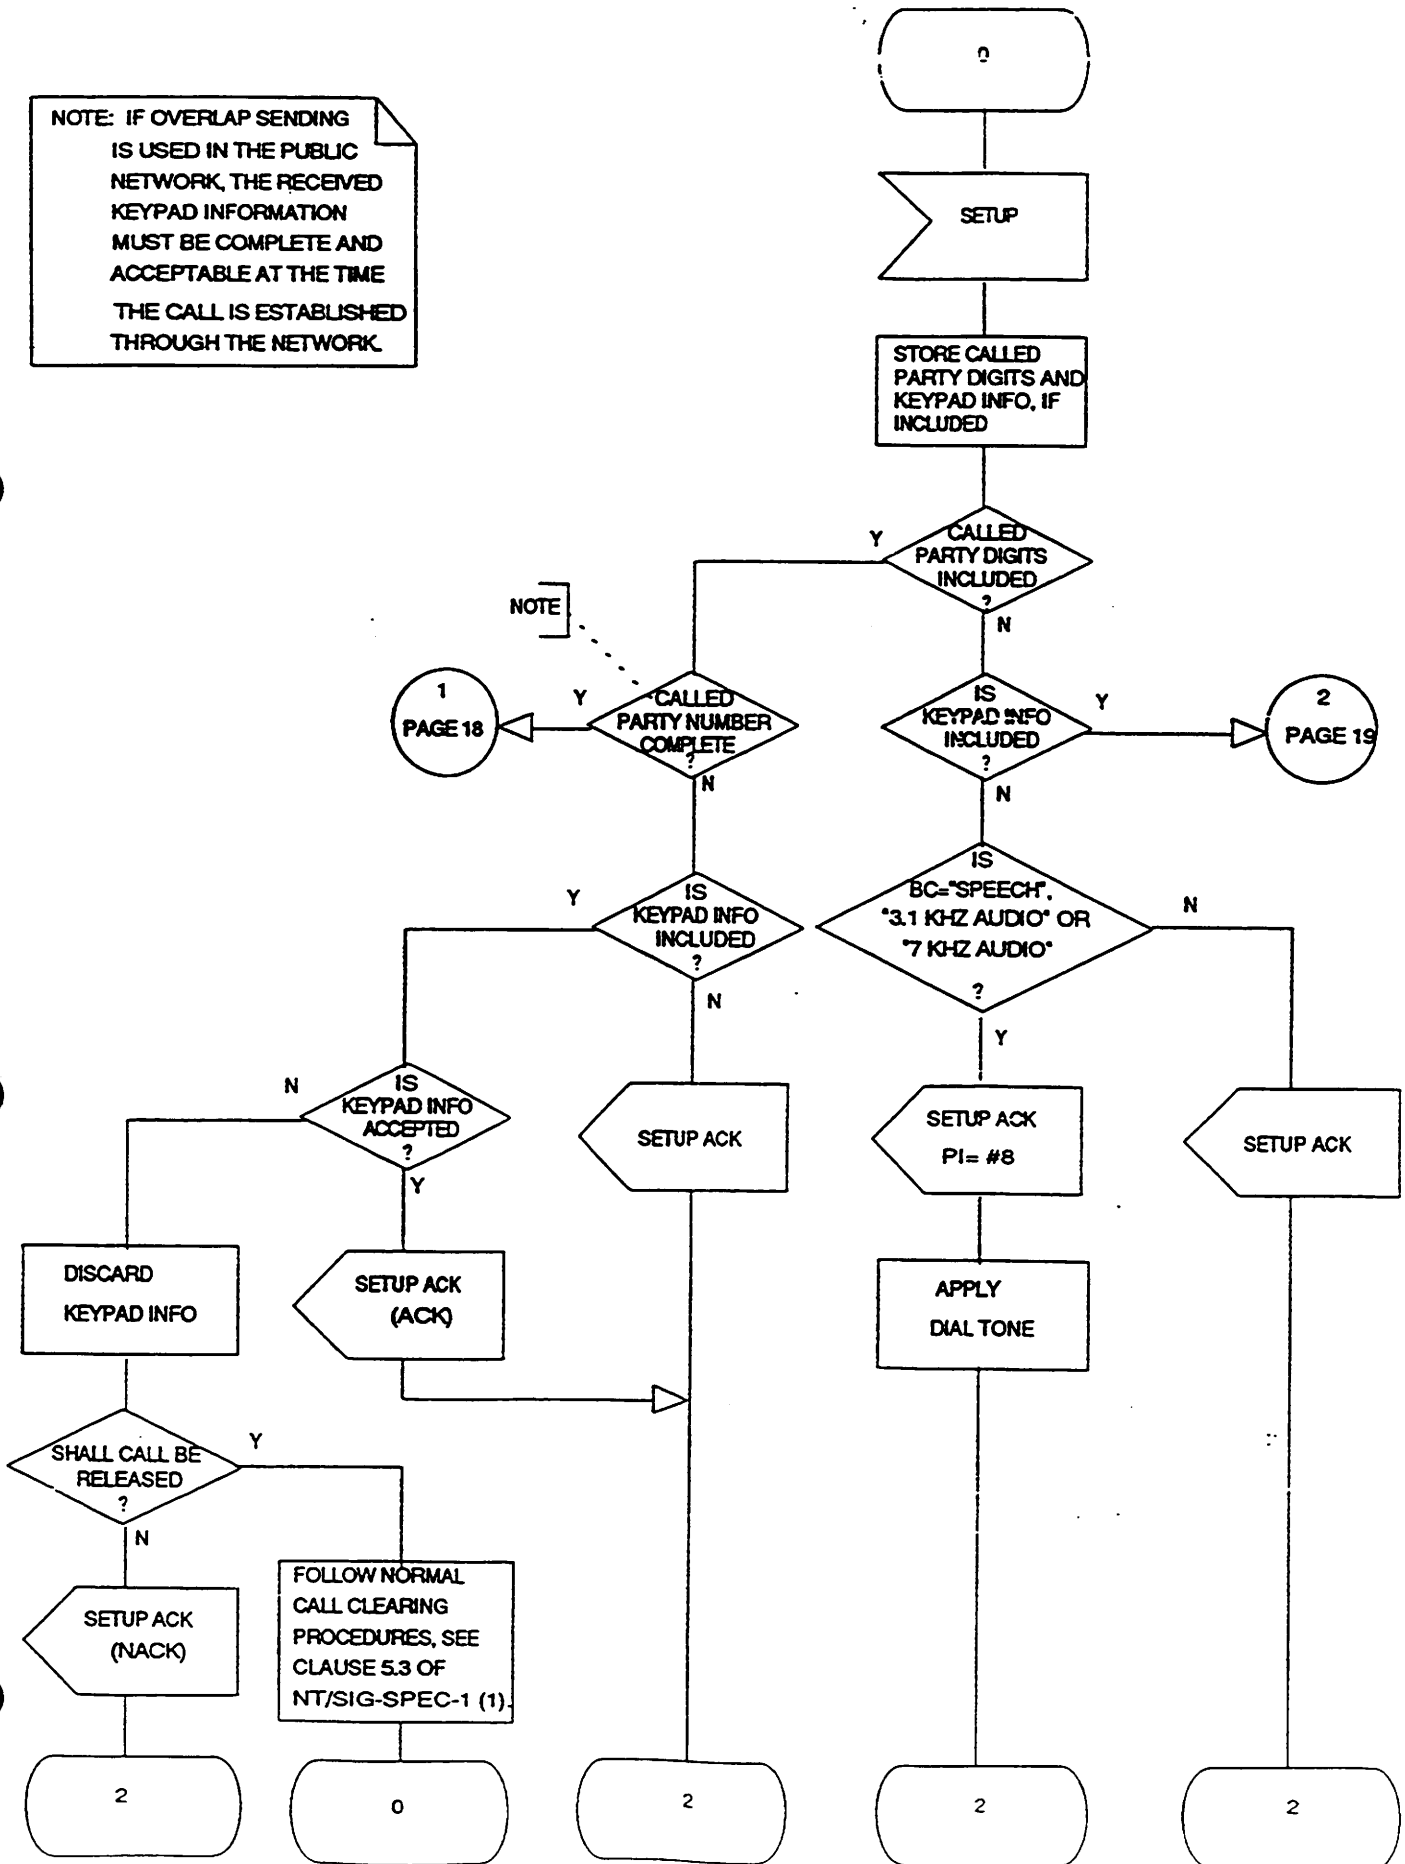 0
NOTE: IF OVERLAP SENDING
IS USED IN THE PUBLIC
NETWORK, THE RECEIVED
KEYPAD INFORMATION
MUST BE COMPLETE AND
ACCEPTABLE AT THE TIME
THE CALL IS ESTABLISHED
THROUGH THE NETWORK.
SETUP
STORE CALLED
PARTY DIGITS AND
KEYPAD INFO, IF
INCLUDED
Y
CALLED
PARTY DIGITS
INCLUDED
?
N
NOTE
1
PAGE 18
Y
CALLED
PARTY NUMBER
COMPLETE
?
N
IS
KEYPAD INFO
INCLUDED
?
Y
N
2
PAGE 19
Y
IS
KEYPAD INFO
INCLUDED
?
N
IS
BC="SPEECH",
"3.1 KHZ AUDIO" OR
"7 KHZ AUDIO"
?
N
Y
N
IS
KEYPAD INFO
ACCEPTED
?
Y
SETUP ACK
SETUP ACK
PI= #8
SETUP ACK
DISCARD
KEYPAD INFO
SETUP ACK
(ACK)
APPLY
DIAL TONE
SHALL CALL BE
RELEASED
?
Y
N
SETUP ACK
(NACK)
FOLLOW NORMAL
CALL CLEARING
PROCEDURES, SEE
CLAUSE 5.3 OF
NT/SIG-SPEC-1 (1).
2
0
2
2
2